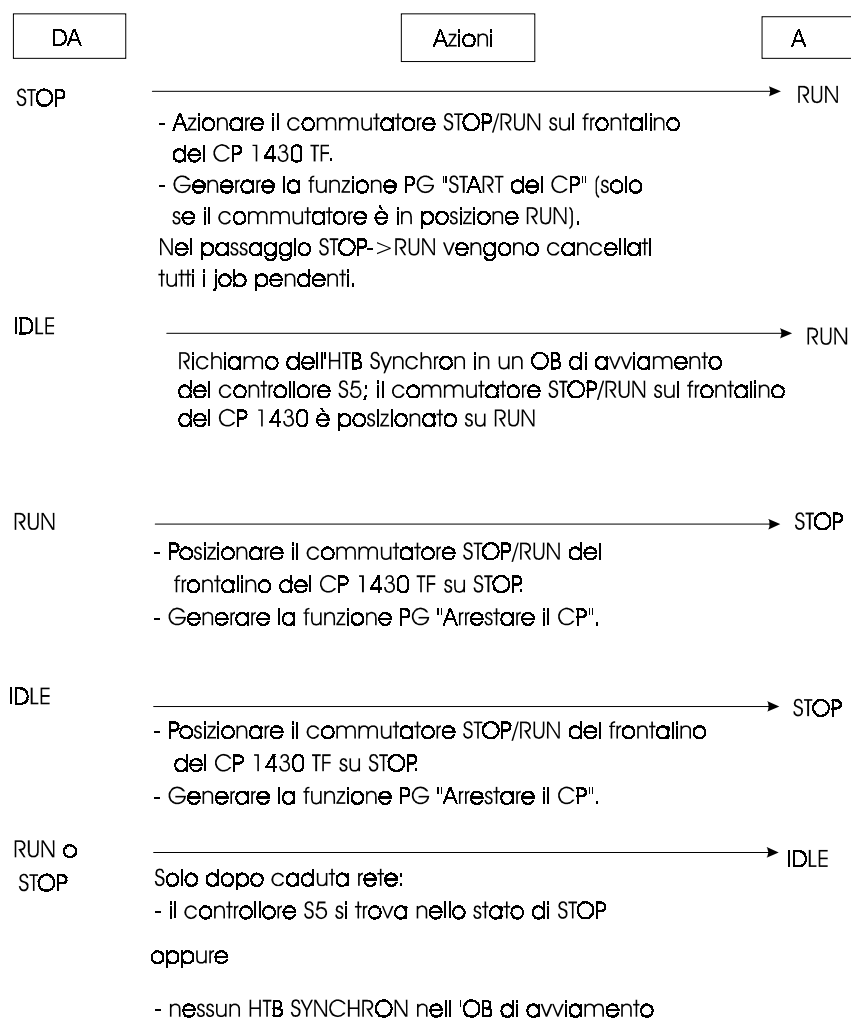 DA Azioni A
STOP RUN
- Azionare il commutatore STOP/RUN sul frontalino
del CP 1430 TF.
- Generare la funzione PG "START del CP" (solo
se il commutatore è in posizione RUN).
Nel passaggio STOP->RUN vengono cancellati
tutti i job pendenti.
IDLE RUN
Richiamo dell'HTB Synchron in un OB di avviamento
del controllore S5; il commutatore STOP/RUN sul frontalino
del CP 1430 è posizionato su RUN
RUN STOP
- Posizionare il commutatore STOP/RUN del
frontalino del CP 1430 TF su STOP.
- Generare la funzione PG "Arrestare il CP".
IDLE STOP
- Posizionare il commutatore STOP/RUN del frontalino
del CP 1430 TF su STOP.
- Generare la funzione PG "Arrestare il CP".
RUN o IDLE
STOP
Solo dopo caduta rete:
- il controllore S5 si trova nello stato di STOP
oppure
- nessun HTB SYNCHRON nell 'OB di avviamento